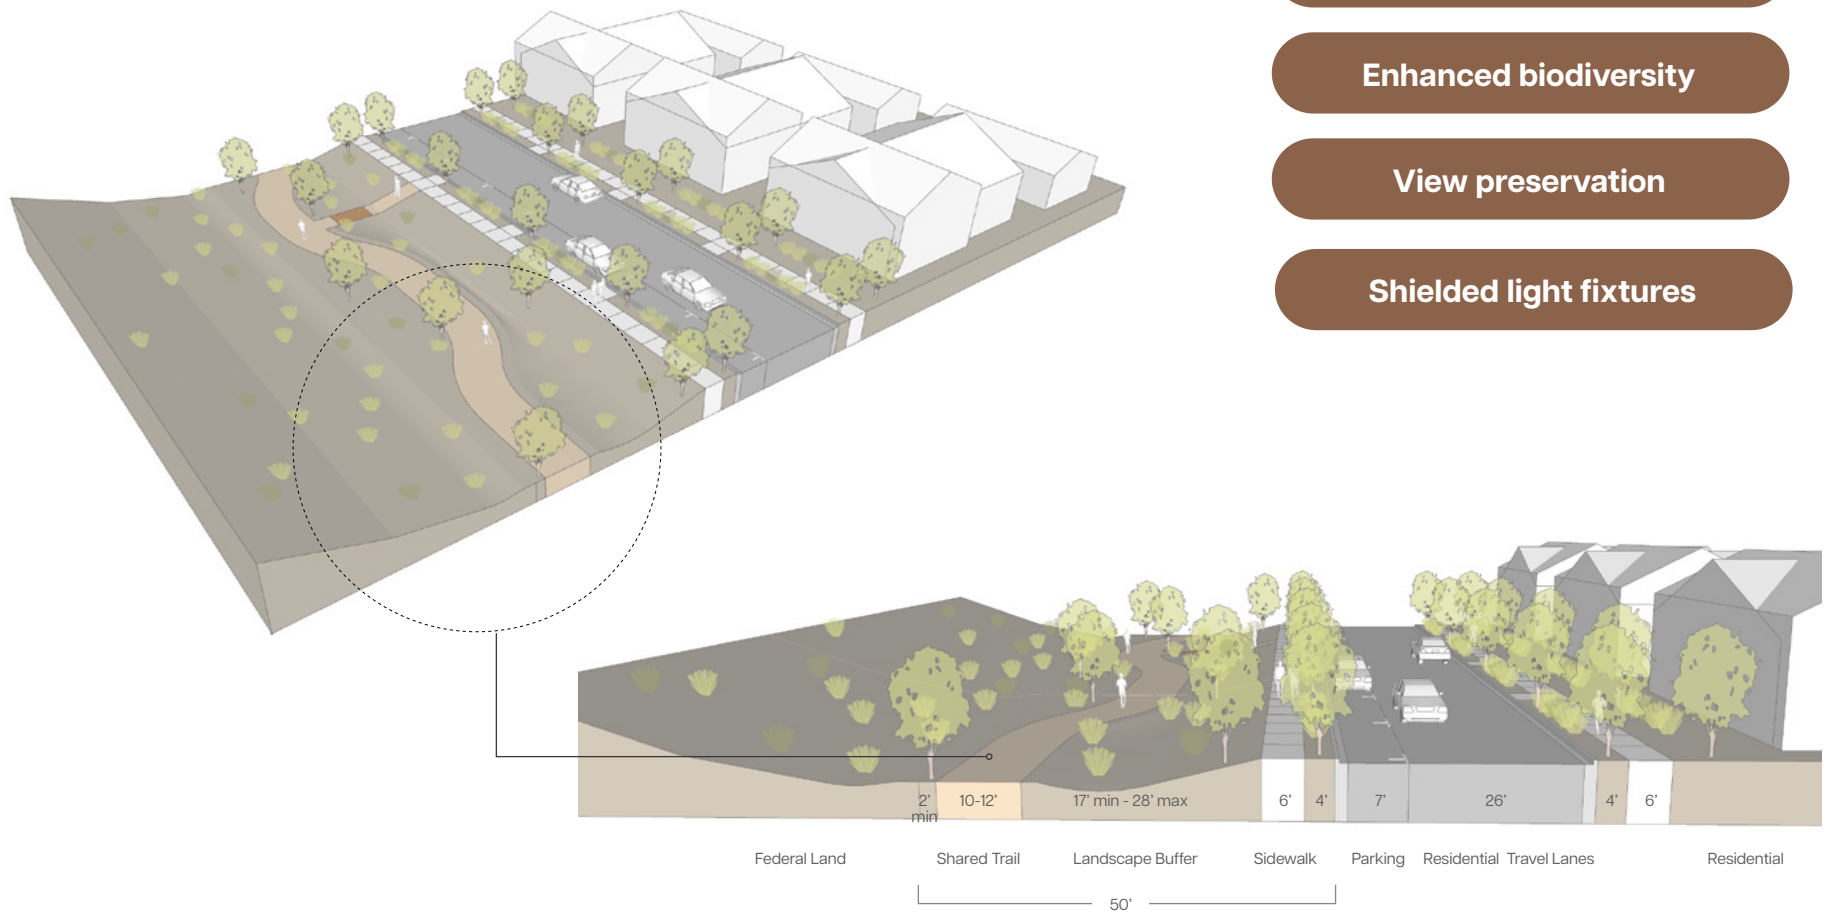 Enhanced biodiversity
View preservation
Shielded light fixtures
2’ min
10-12’
17’ min - 28’ max
6’
4’
7’
26’
4’
6’
Federal Land
Shared Trail
Landscape Buffer
Sidewalk
Parking
Residential Travel Lanes
Residential
50’